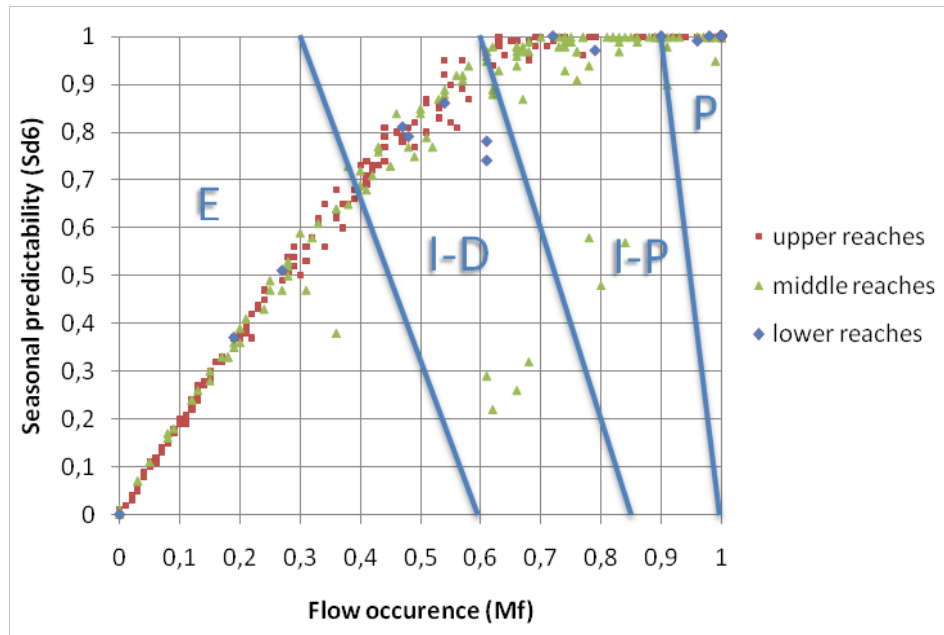 Seasonal predictability (Sd6)
1
0,9
0,8
0,7
0,6
0,5
0,4
0,3
0,2
0,1
0
E
I-D
I-P
P
upper reaches
middle reaches
lower reaches
0 0,1 0,2 0,3 0,4 0,5 0,6 0,7 0,8 0,9 1
Flow occurence (Mf)